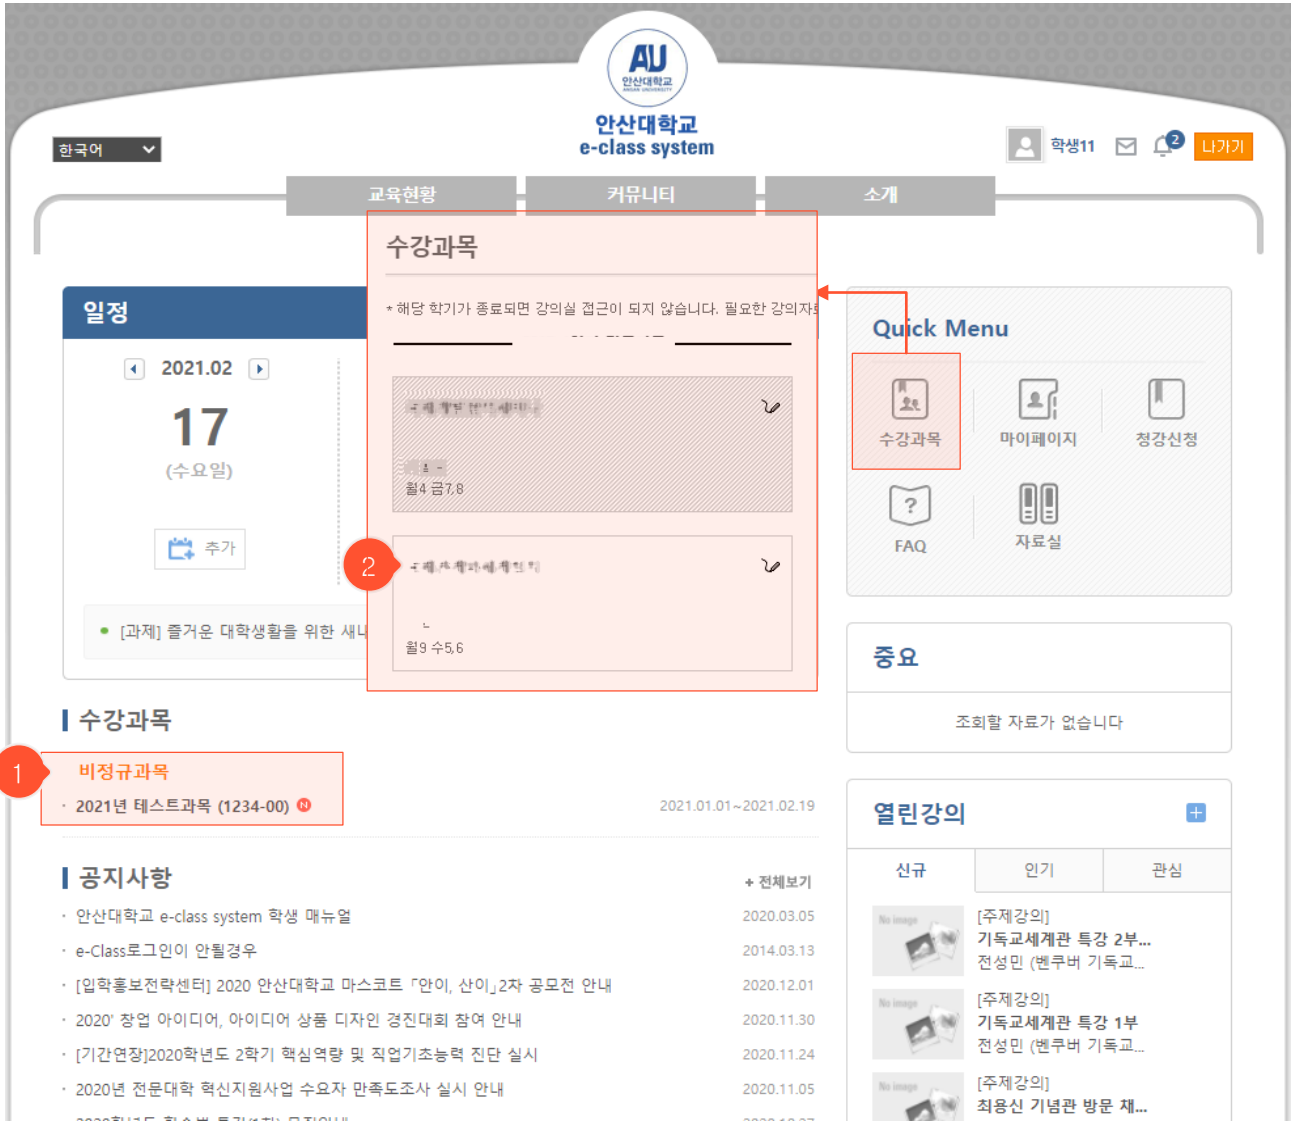 AU
안산대학교
ANSAN UNIVERSITY
안산대학교
e-class system
한국어
학생11
2
나가기
교육현황
커뮤니티
소개
수강과목
* 해당 학기가 종료되면 강의실 접근이 되지 않습니다. 필요한 강의자
월4 금7,8
2
월9 수5,6
일정
2021.02
17
(수요일)
추가
[과제] 즐거운 대학생활을 위한 새내
Quick Menu
수강과목
마이페이지
청강신청
FAQ
자료실
중요
조회할 자료가 없습니다
수강과목
1
비정규과목
· 2021년 테스트과목 (1234-00) N
2021.01.01~2021.02.19
공지사항
+ 전체보기
· 안산대학교 e-class system 학생 매뉴얼 2020.03.05
· e-Class로그인이 안될경우 2014.03.13
· [입학홍보전략센터] 2020 안산대학교 마스코트 「안이, 산이」2차 공모전 안내 2020.12.01
· 2020' 창업 아이디어, 아이디어 상품 디자인 경진대회 참여 안내 2020.11.30
· [기간연장]2020학년도 2학기 핵심역량 및 직업기초능력 진단 실시 2020.11.24
· 2020년 전문대학 혁신지원사업 수요자 만족도조사 실시 안내 2020.11.05
열린강의
신규
인기
관심
No image
[주제강의]
기독교세계관 특강 2부...
전성민 (벤쿠버 기독교...
No image
[주제강의]
기독교세계관 특강 1부
전성민 (벤쿠버 기독교...
No image
[주제강의]
최용신 기념관 방문 채...